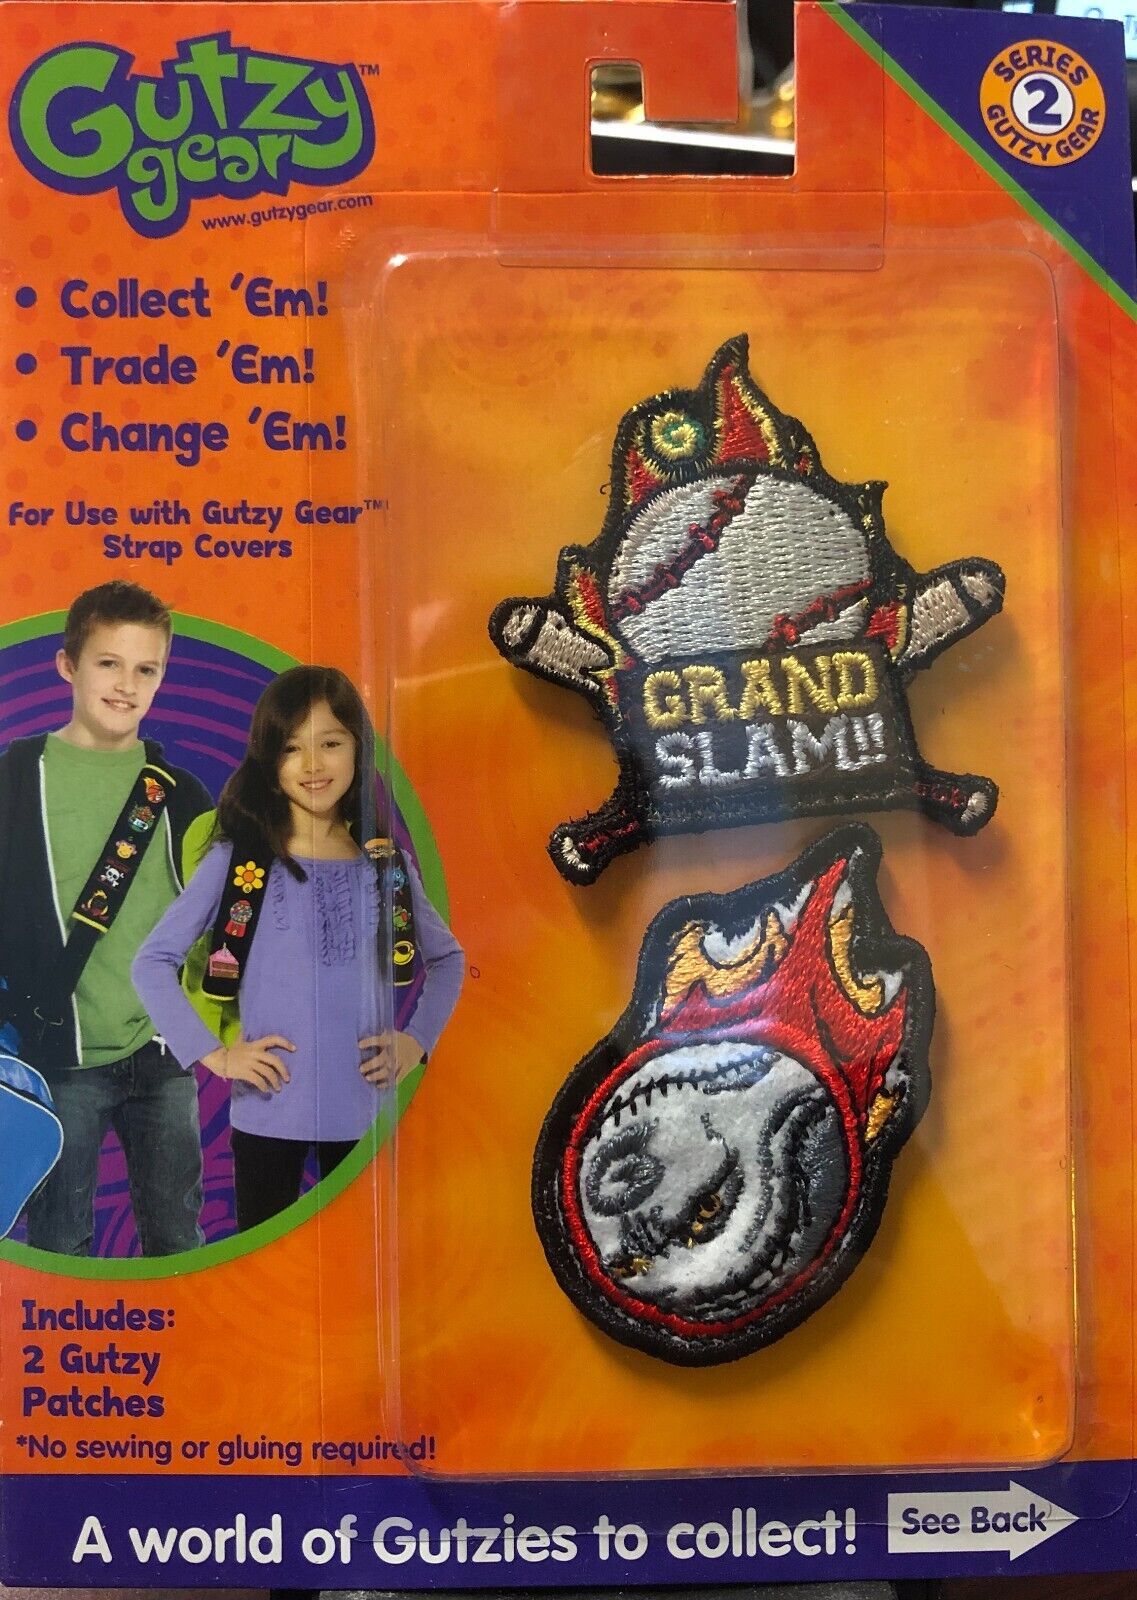 Gutzy™
gear
www.gutzygear.com
SERIES
2
GUTZY GEAR
• Collect 'Em!
• Trade 'Em!
• Change 'Em!
For Use with Gutzy Gear™
Strap Covers
G
GRAND
SLAM!!
Includes:
2 Gutzy
Patches
*No sewing or gluing required!
A world of Gutzies to collect!
See Back